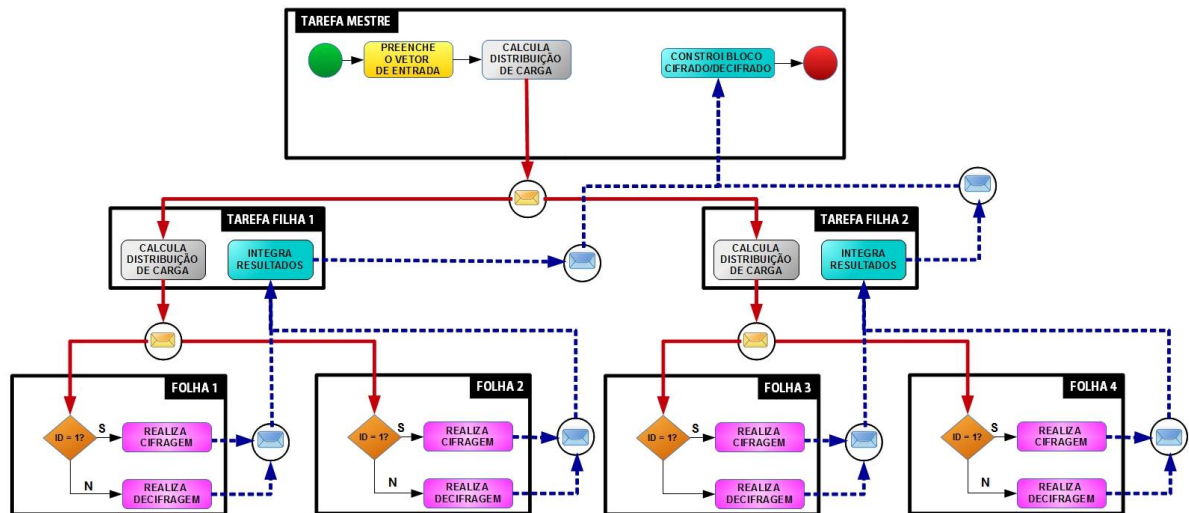 TAREFA MESTRE
PREENCHE
O VETOR
DE ENTRADA
CALCULA
DISTRIBUIÇÃO
DE CARGA
CONSTROI BLOCO
CIFRADO/DECIFRADO
TAREFA FILHA 1
CALCULA
DISTRIBUIÇÃO
DE CARGA
INTEGRA
RESULTADOS
TAREFA FILHA 2
CALCULA
DISTRIBUIÇÃO
DE CARGA
INTEGRA
RESULTADOS
FOLHA 1
ID = 1?
S
REALIZA
CIFRAGEM
N
REALIZA
DECIFRAGEM
FOLHA 2
ID = 1?
S
REALIZA
CIFRAGEM
N
REALIZA
DECIFRAGEM
FOLHA 3
ID = 1?
S
REALIZA
CIFRAGEM
N
REALIZA
DECIFRAGEM
FOLHA 4
ID = 1?
S
REALIZA
CIFRAGEM
N
REALIZA
DECIFRAGEM